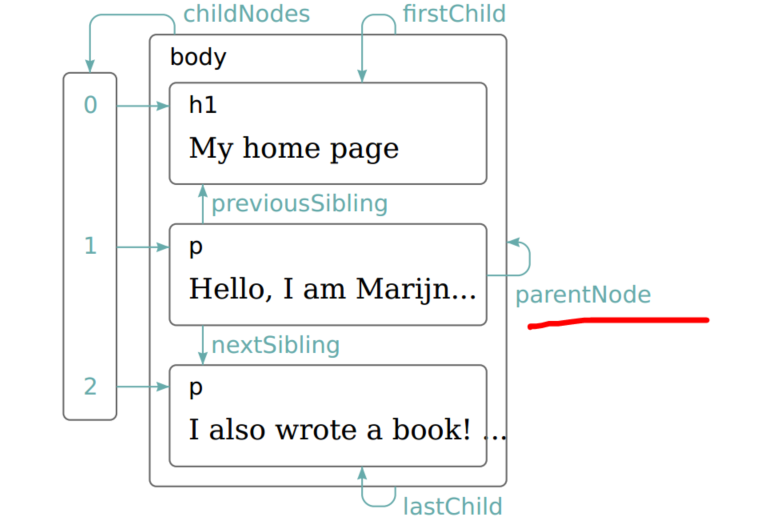 childNodes
firstChild
body
0
h1
My home page
previousSibling
1
p
Hello, I am Marijn...
parentNode
nextSibling
2
p
I also wrote a book! ...
lastChild